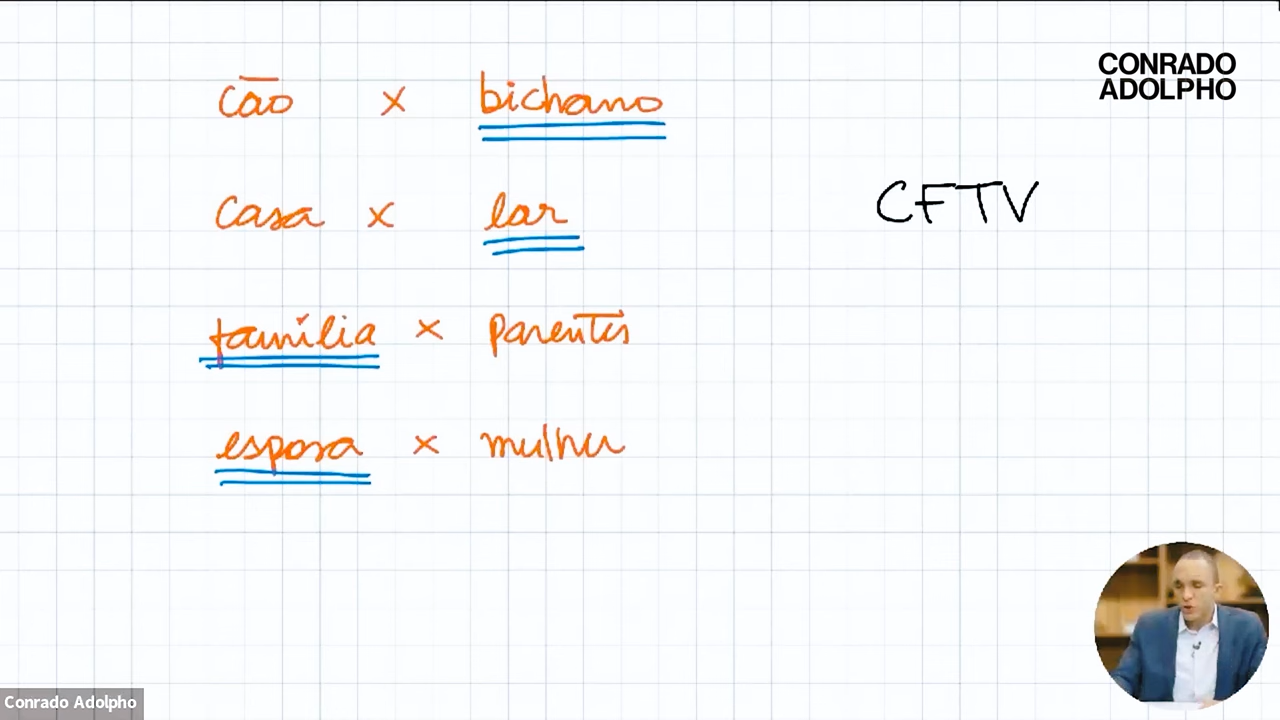 CONRADO
ADOLPHO
cão x bichano
CFTV
casa x lar
família x parentes
esposa x mulher
Conrado Adolpho